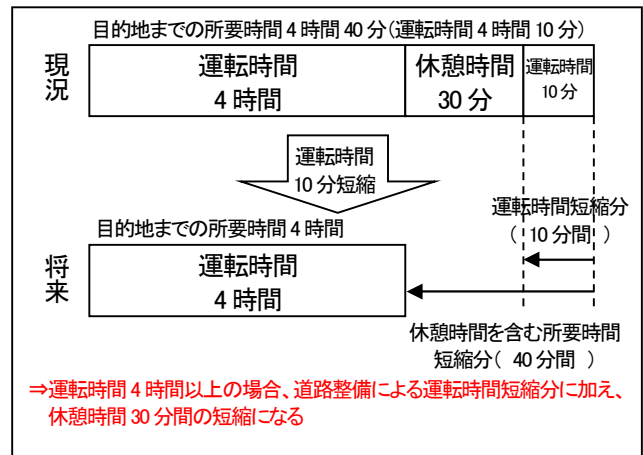 目的地までの所要時間4時間40分(運転時間4時間10分)
現況
運転時間
4時間
休憩時間
30分
運転時間
10分
運転時間
10分短縮
運転時間短縮分
( 10分間 )
目的地までの所要時間4時間
将来
運転時間
4時間
休憩時間を含む所要時間
短縮分( 40分間 )
⇒運転時間4時間以上の場合、道路整備による運転時間短縮分に加え、
休憩時間30分間の短縮になる